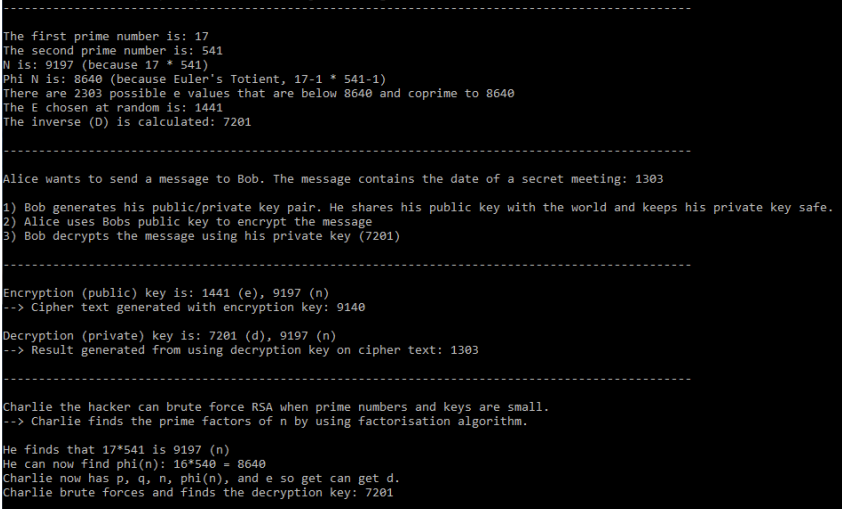 -----------------------------------------------------------------------------------------
The first prime number is: 17
The second prime number is: 541
N is: 9197 (because 17 * 541)
Phi N is: 8640 (because Euler's Totient, 17-1 * 541-1)
There are 2303 possible e values that are below 8640 and coprime to 8640
The E chosen at random is: 1441
The inverse (D) is calculated: 7201
-----------------------------------------------------------------------------------------
Alice wants to send a message to Bob. The message contains the date of a secret meeting: 1303
1) Bob generates his public/private key pair. He shares his public key with the world and keeps his private key safe.
2) Alice uses Bobs public key to encrypt the message
3) Bob decrypts the message using his private key (7201)
-----------------------------------------------------------------------------------------
Encryption (public) key is: 1441 (e), 9197 (n)
--> Cipher text generated with encryption key: 9140
Decryption (private) key is: 7201 (d), 9197 (n)
--> Result generated from using decryption key on cipher text: 1303
-----------------------------------------------------------------------------------------
Charlie the hacker can brute force RSA when prime numbers and keys are small.
--> Charlie finds the prime factors of n by using factorisation algorithm.
He finds that 17*541 is 9197 (n)
He can now find phi(n): 16*540 = 8640
Charlie now has p, q, n, phi(n), and e so get can get d.
Charlie brute forces and finds the decryption key: 7201